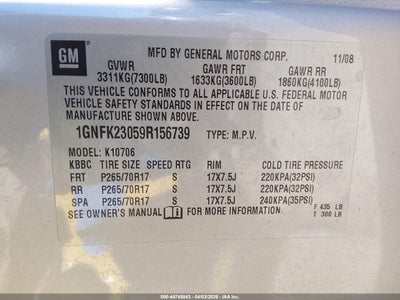 GM
MFD BY GENERAL MOTORS CORP. 11/08
GVWR GAWR FRT GAWR RR
3311KG(7300LB) 1633KG(3600LB) 1860KG(4100LB)
THIS VEHICLE CONFORMS TO ALL APPLICABLE U.S. FEDERAL MOTOR
VEHICLE SAFETY STANDARDS IN EFFECT ON THE DATE OF
MANUFACTURE SHOWN ABOVE.
1GNFK23059R156739 TYPE: M.P.V.
MODEL: K10706
KBBC TIRE SIZE SPEED RTG RIM COLD TIRE PRESSURE
FRT P265/70R17 S 17X7.5J 220KPA(32PSI)
RR P265/70R17 S 17X7.5J 220KPA(32PSI)
SPA P265/70R17 S 17X7.5J 240KPA(35PSI)
SEE OWNER'S MANUAL FOR MORE INFORMATION. F 435 LB
T 300 LB
500-44748843 - 04/03/2026 - IAA